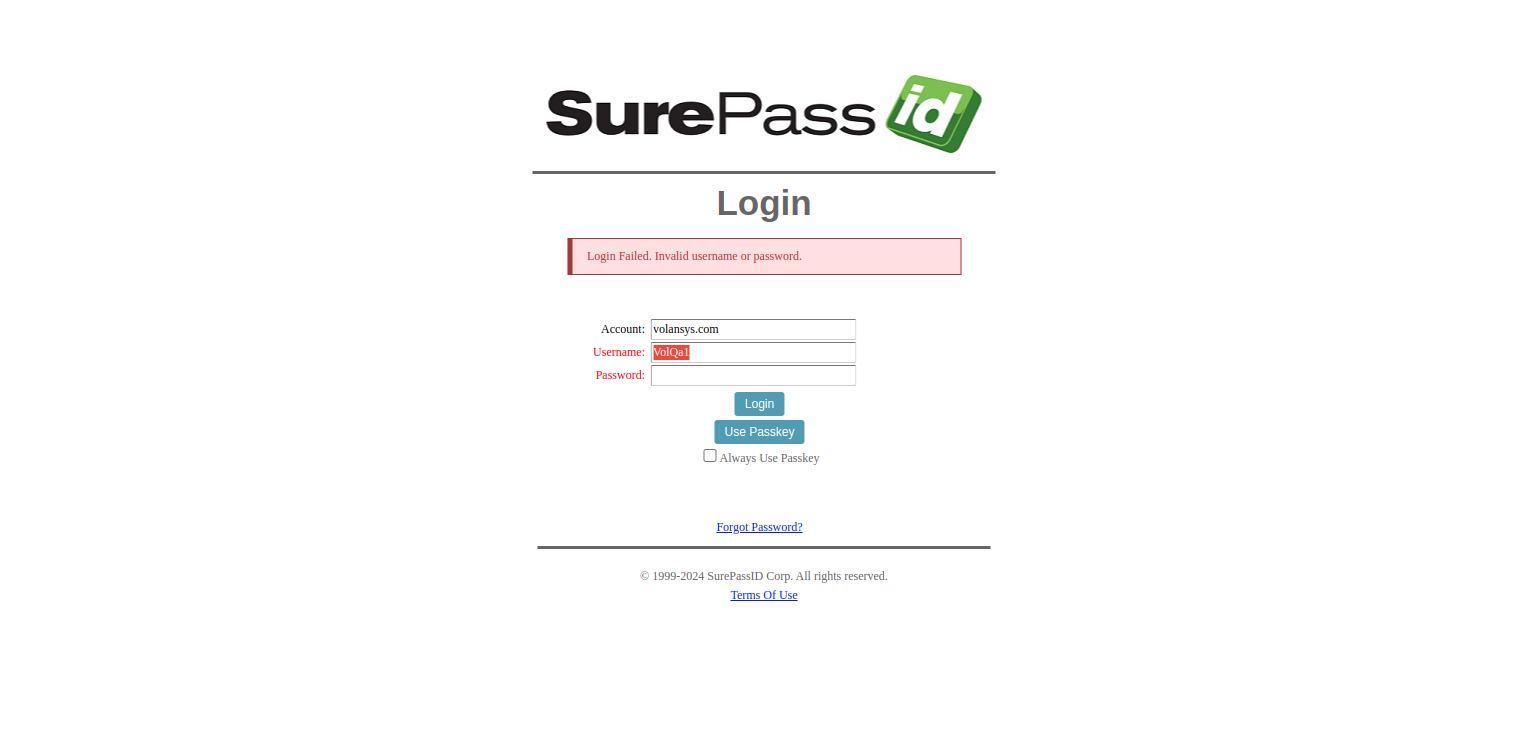 SurePass id
Login
Login Failed. Invalid username or password.
Account: volansys.com
Username: VolQa1
Password:
Login
Use Passkey
Always Use Passkey
Forgot Password?
© 1999-2024 SurePassID Corp. All rights reserved.
Terms Of Use